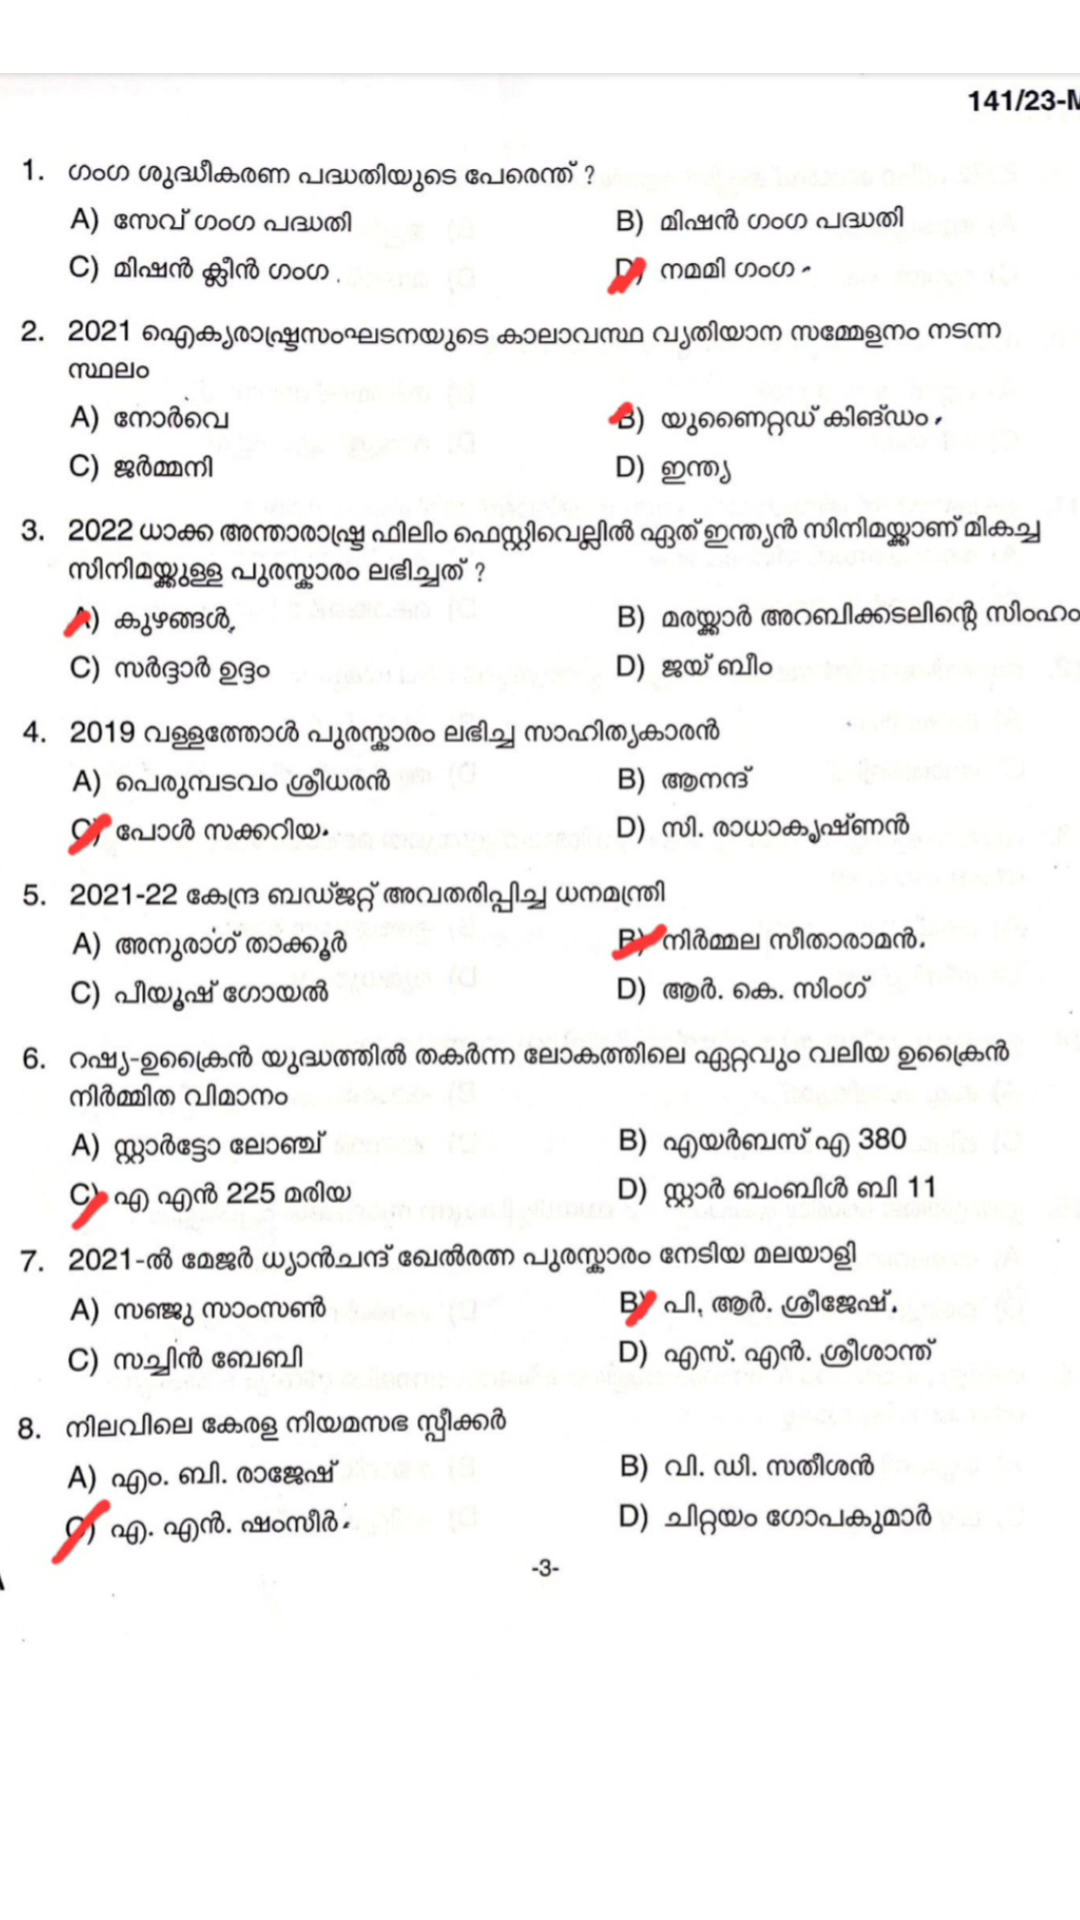 141/23-M
1. ഗംഗ ശുദ്ധീകരണ പദ്ധതിയുടെ പേരെന്ത് ?
A) സേവ് ഗംഗ പദ്ധതി B) മിഷൻ ഗംഗ പദ്ധതി
C) മിഷൻ ക്ലീൻ ഗംഗ D) നമമി ഗംഗ
2. 2021 ഐക്യരാഷ്ട്രസംഘടനയുടെ കാലാവസ്ഥ വ്യതിയാന സമ്മേളനം നടന്ന
സ്ഥലം
A) നോർവെ B) യുണൈറ്റഡ് കിങ്ഡം
C) ജർമ്മനി D) ഇന്ത്യ
3. 2022 ധാക്ക അന്താരാഷ്ട്ര ഫിലിം ഫെസ്റ്റിവെല്ലിൽ ഏത് ഇന്ത്യൻ സിനിമയ്ക്കാണ് മികച്ച
സിനിമയ്ക്കുള്ള പുരസ്കാരം ലഭിച്ചത് ?
A) കുഴങ്ങൾ B) മരയ്ക്കാർ അറബിക്കടലിന്റെ സിംഹം
C) സർദ്ദാർ ഉദ്ദം D) ജയ് ബീം
4. 2019 വള്ളത്തോൾ പുരസ്കാരം ലഭിച്ച സാഹിത്യകാരൻ
A) പെരുമ്പടവം ശ്രീധരൻ B) ആനന്ദ്
C) പോൾ സക്കറിയ D) സി. രാധാകൃഷ്ണൻ
5. 2021-22 കേന്ദ്ര ബഡ്ജറ്റ് അവതരിപ്പിച്ച ധനമന്ത്രി
A) അനുരാഗ് താക്കൂർ B) നിർമ്മല സീതാരാമൻ
C) പീയൂഷ് ഗോയൽ D) ആർ. കെ. സിംഗ്
6. റഷ്യ-ഉക്രൈൻ യുദ്ധത്തിൽ തകർന്ന ലോകത്തിലെ ഏറ്റവും വലിയ ഉക്രൈൻ
നിർമ്മിത വിമാനം
A) സ്റ്റാർട്ടോ ലോഞ്ച് B) എയർബസ് എ 380
C) എ എൻ 225 മരിയ D) സ്റ്റാർ ബംബിൾ ബി 11
7. 2021-ൽ മേജർ ധ്യാൻചന്ദ് ഖേൽരത്ന പുരസ്കാരം നേടിയ മലയാളി
A) സഞ്ജു സാംസൺ B) പി. ആർ. ശ്രീജേഷ്
C) സച്ചിൻ ബേബി D) എസ്. എൻ. ശ്രീശാന്ത്
8. നിലവിലെ കേരള നിയമസഭ സ്പീക്കർ
A) എം. ബി. രാജേഷ് B) വി. ഡി. സതീശൻ
C) എ. എൻ. ഷംസീർ D) ചിറ്റയം ഗോപകുമാർ
-3-